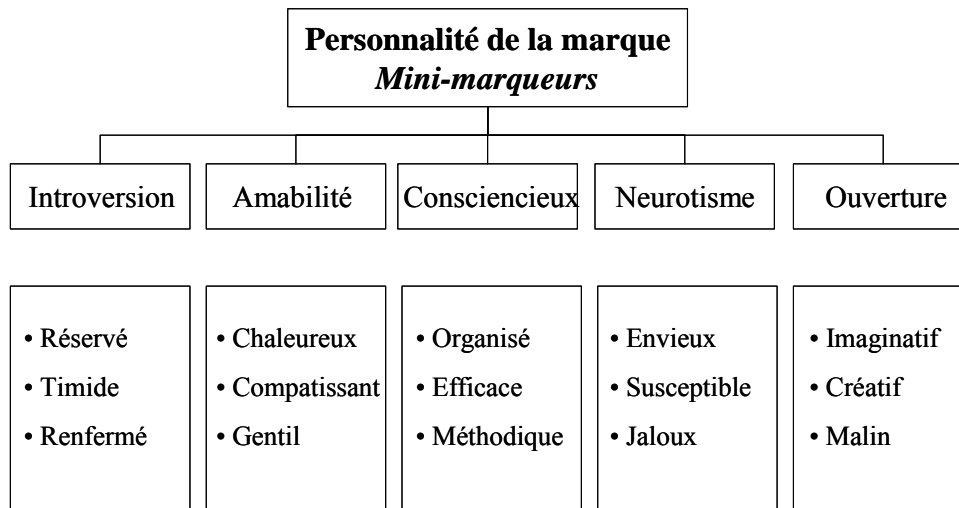 Personnalité de la marque
Mini-marqueurs
Introversion
Amabilité
Consciencieux
Neurotisme
Ouverture
• Réservé
• Timide
• Renfermé
• Chaleureux
• Compatissant
• Gentil
• Organisé
• Efficace
• Méthodique
• Envieux
• Susceptible
• Jaloux
• Imaginatif
• Créatif
• Malin